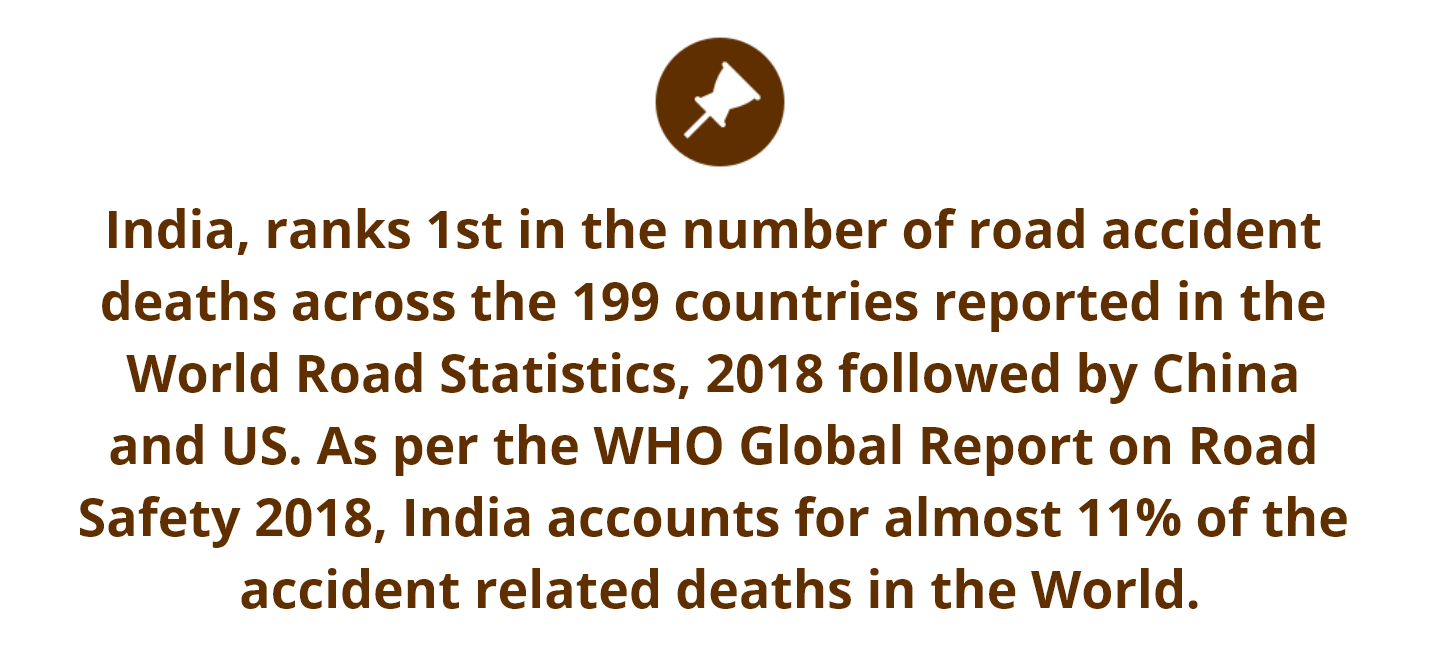 India, ranks 1st in the number of road accident
deaths across the 199 countries reported in the
World Road Statistics, 2018 followed by China
and US. As per the WHO Global Report on Road
Safety 2018, India accounts for almost 11% of the
accident related deaths in the World.